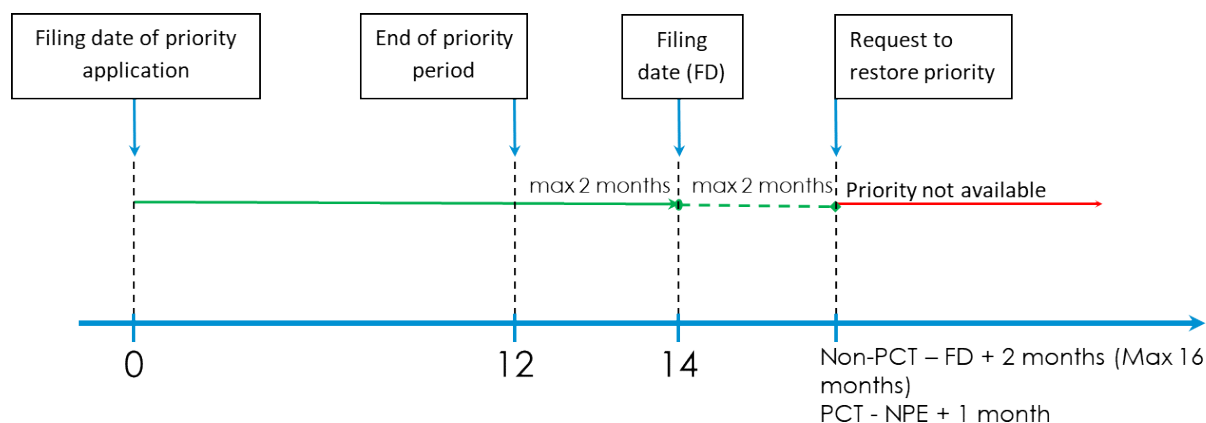 Filing date of priority
application
End of priority
period
Filing
date (FD)
Request to
restore priority
max 2 months
max 2 months
Priority not available
0
12
14
Non-PCT – FD + 2 months (Max 16
months)
PCT - NPE + 1 month